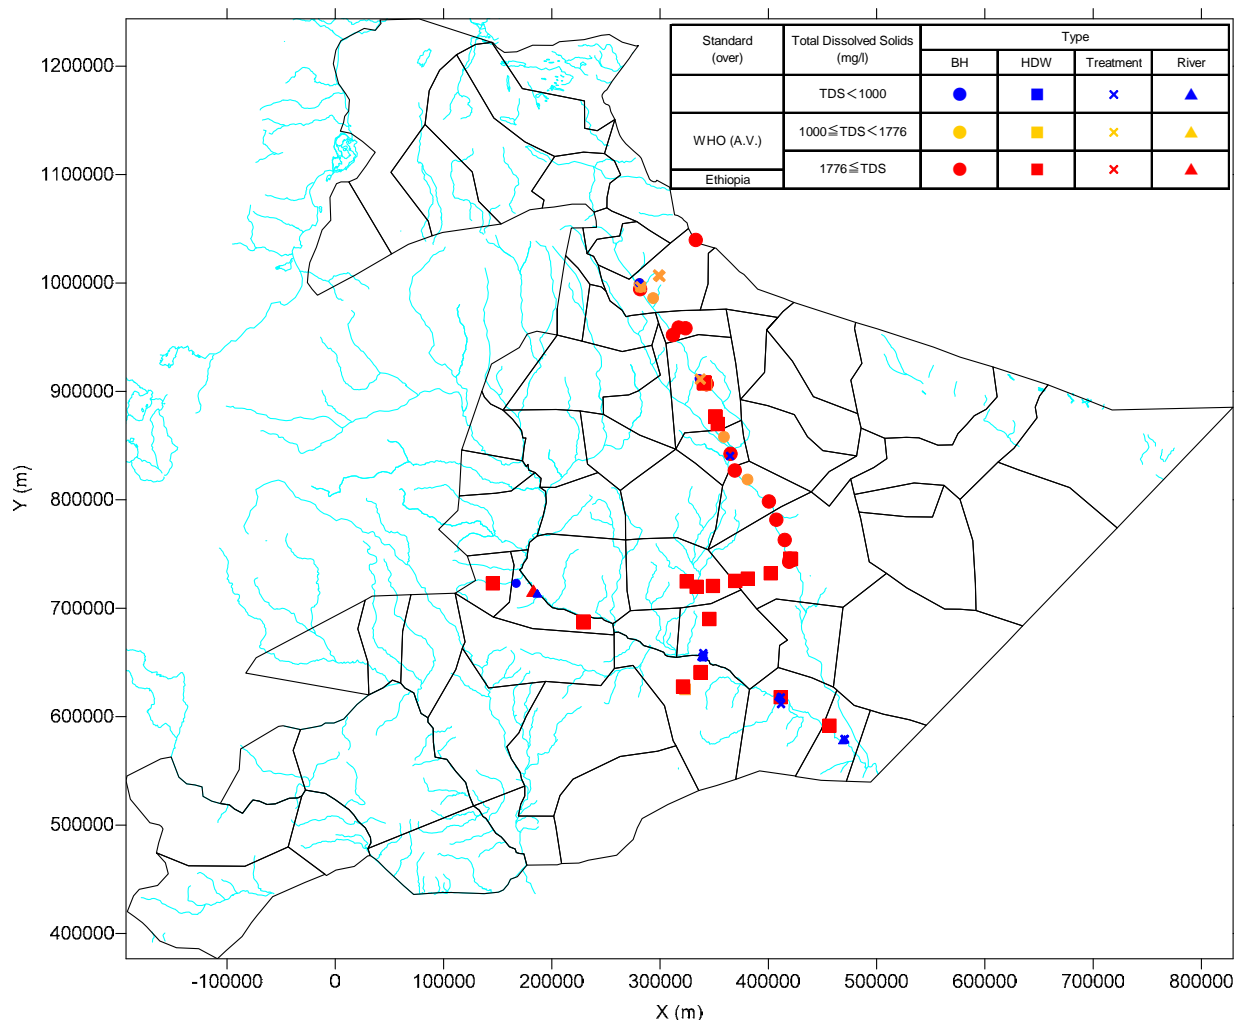 Standard
(over)
Total Dissolved Solids
(mg/l)
Type
BH HDW Treatment River
TDS<1000
WHO (A.V.)
1000≦TDS<1776
1776≦TDS
Ethiopia
1200000
1100000
1000000
900000
800000
700000
600000
500000
400000
Y (m)
-100000 0 100000 200000 300000 400000 500000 600000 700000 800000
X (m)